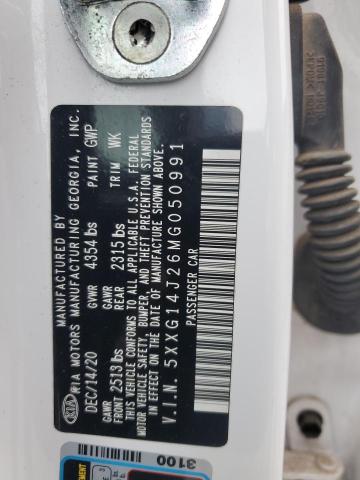 MANUFACTURED BY
KIA KIA MOTORS MANUFACTURING GEORGIA, INC.
DEC/14/20 GVWR 4354 lbs PAINT GWP
GAWR FRONT 2513 lbs GAWR REAR 2315 lbs TRIM WK
THIS VEHICLE CONFORMS TO ALL APPLICABLE U.S.A. FEDERAL
MOTOR VEHICLE SAFETY, BUMPER, AND THEFT PREVENTION STANDARDS
IN EFFECT ON THE DATE OF MANUFACTURE SHOWN ABOVE.
V.I.N. 5XXG14J26MG050991
PASSENGER CAR
3100